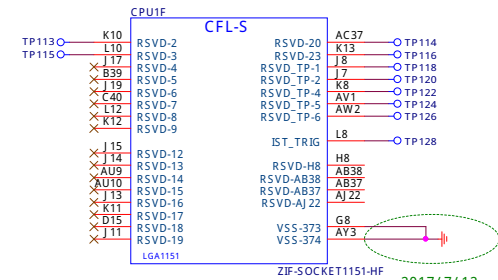 CPU1F
CFL-S
TP113 K10 RSVD-2 RSVD-20 AC37 TP114
TP115 L10 RSVD-3 RSVD-23 K13 TP116
J17 RSVD-4 RSVD_TP-1 J8 TP118
B39 RSVD-5 RSVD_TP-2 J7 TP120
J19 RSVD-6 RSVD_TP-4 K8 TP122
C40 RSVD-7 RSVD_TP-5 AV1 TP124
L12 RSVD-8 RSVD_TP-6 AW2 TP126
K12 RSVD-9
IST_TRIG L8 TP128
J15 RSVD-12
J14 RSVD-13 RSVD-H8 H8
AU9 RSVD-14 RSVD-AB38 AB38
AU10 RSVD-15 RSVD-AB37 AB37
J13 RSVD-16 RSVD-AJ22 AJ22
K11 RSVD-17
D15 RSVD-18 VSS-373 G8
J11 RSVD-19 VSS-374 AY3
LGA1151
ZIF-SOCKET1151-HF